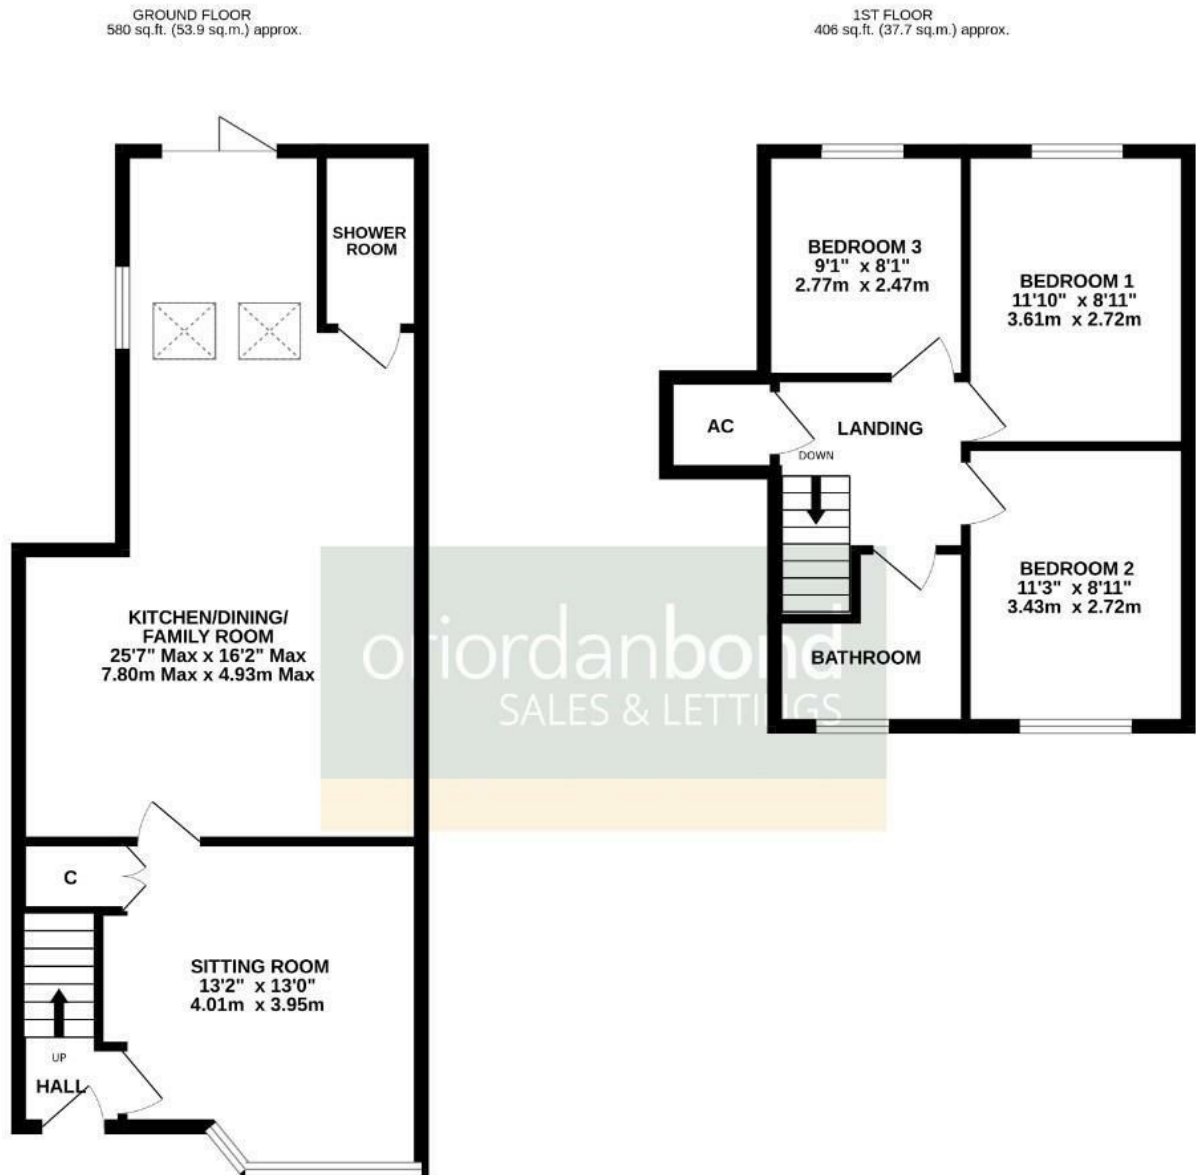 GROUND FLOOR
580 sq.ft. (53.9 sq.m.) approx.
1ST FLOOR
406 sq.ft. (37.7 sq.m.) approx.
SHOWER
ROOM
KITCHEN/DINING/
FAMILY ROOM
25'7" Max x 16'2" Max
7.80m Max x 4.93m Max
C
SITTING ROOM
13'2" x 13'0"
4.01m x 3.95m
UP
HALL
BEDROOM 3
9'1" x 8'1"
2.77m x 2.47m
BEDROOM 1
11'10" x 8'11"
3.61m x 2.72m
AC
LANDING
DOWN
BEDROOM 2
11'3" x 8'11"
3.43m x 2.72m
BATHROOM
oriordanbond
SALES & LETTINGS